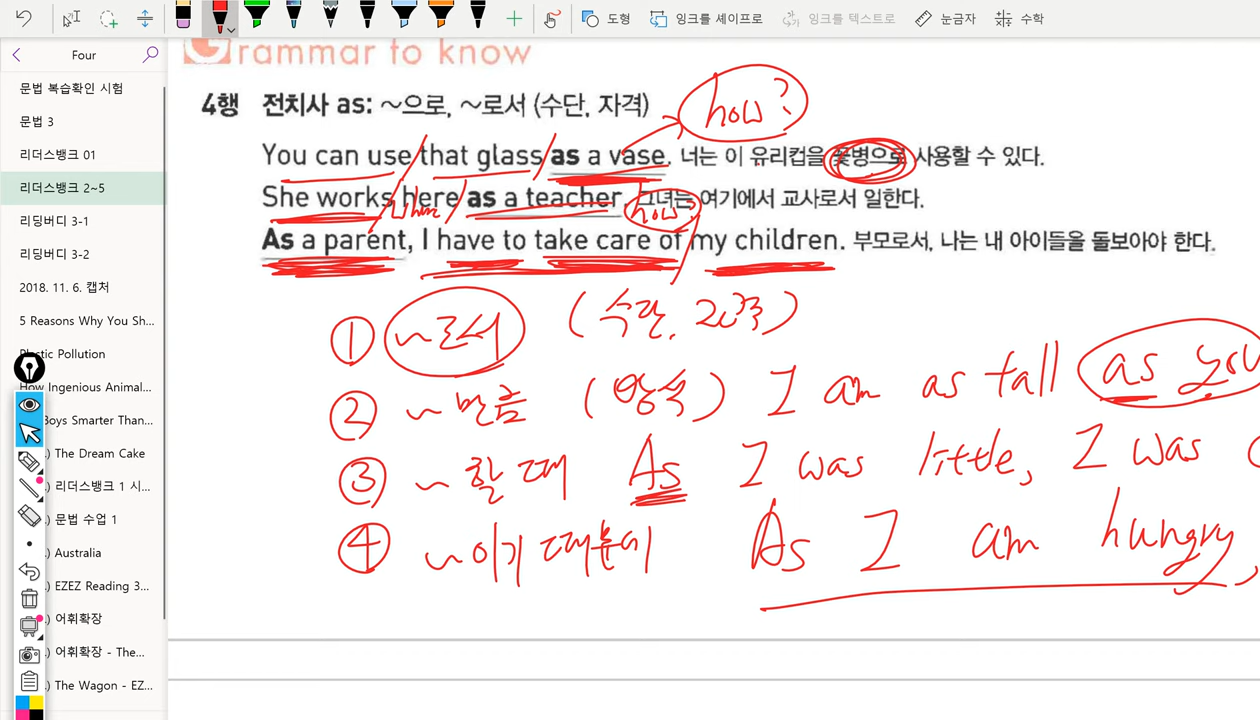 도형 잉크를 셰이프로 잉크를 텍스트로 눈금자 수학
Four
문법 복습확인 시험
문법 3
리더스뱅크 01
리더스뱅크 2~5
리딩버디 3-1
리딩버디 3-2
2018. 11. 6. 캡처
5 Reasons Why You Sh...
Plastic Pollution
How Ingenious Animal...
Boys Smarter Than...
.) The Dream Cake
.) 리더스뱅크 1 시...
.) 문법 수업 1
.) Australia
.) EZEZ Reading 3...
.) 어휘확장
.) 어휘확장 - The...
.) The Wagon - EZ...
Grammar to know
4행 전치사 as: ~으로, ~로서 (수단, 자격)
how?
You can use / that glass / as a vase. 너는 이 유리컵을 꽃병으로 사용할 수 있다.
She works / here / as a teacher. 그녀는 여기에서 교사로서 일한다.
how?
As a parent, I have to take care of my children. 부모로서, 나는 내 아이들을 돌보아야 한다.
① ~로서 (수단,
② ~만큼 I am as tall as you
③ ~할 때 As I was little, I was
④ ~이기 때문에 As I am hungry,